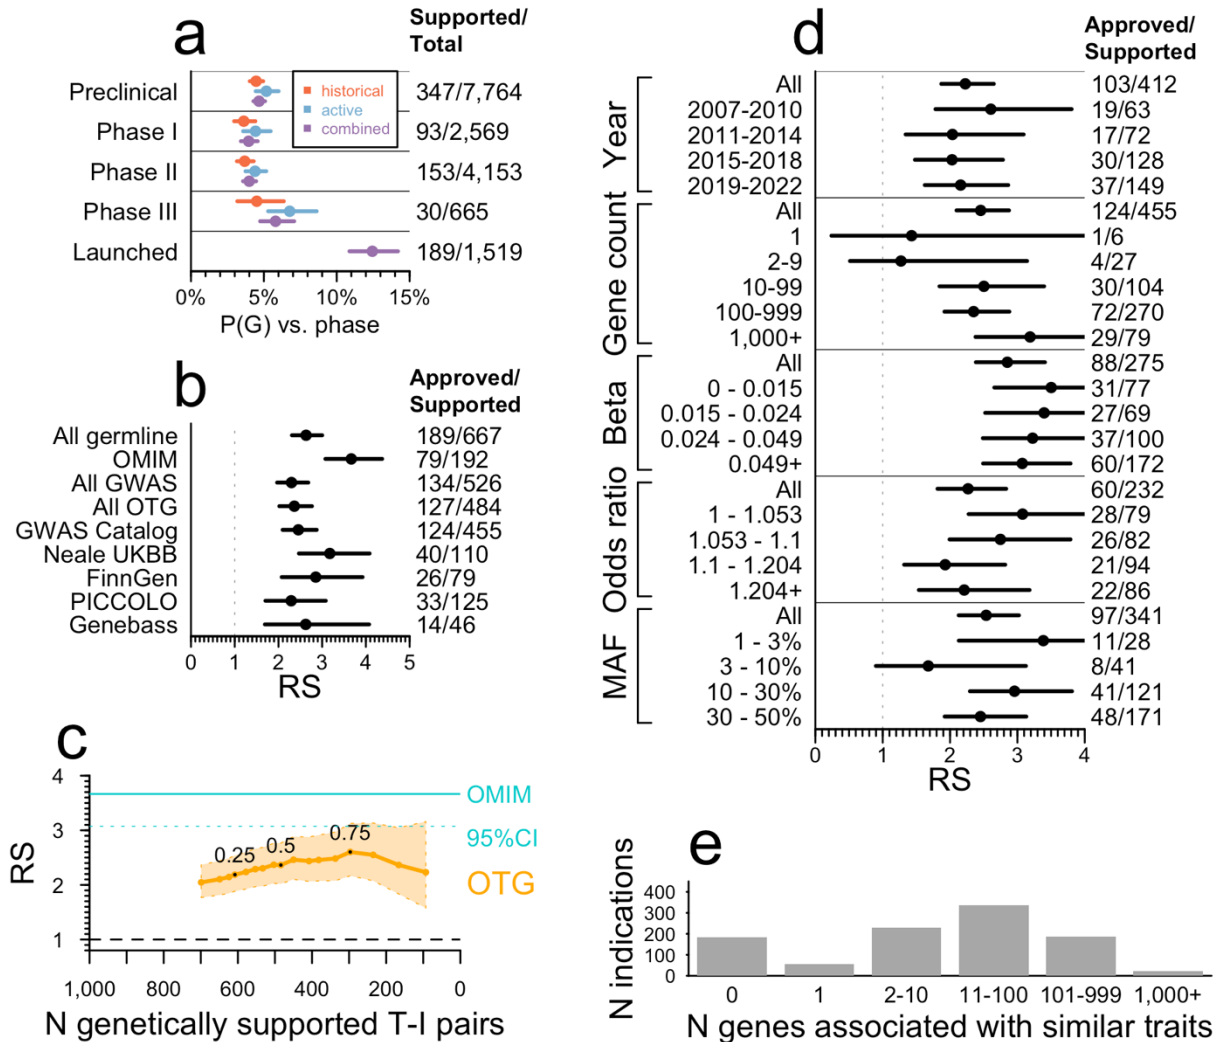 a
Supported/
Total
Preclinical 347/7,764
Phase I 93/2,569
Phase II 153/4,153
Phase III 30/665
Launched 189/1,519
historical
active
combined
0% 5% 10% 15%
P(G) vs. phase
b
Approved/
Supported
All germline 189/667
OMIM 79/192
All GWAS 134/526
All OTG 127/484
GWAS Catalog 124/455
Neale UKBB 40/110
FinnGen 26/79
PICCOLO 33/125
Genebass 14/46
0 1 2 3 4 5
RS
c
RS
4
3
2
1
OMIM
95%CI
OTG
0.25 0.5 0.75
1,000 800 600 400 200 0
N genetically supported T-I pairs
d
Approved/
Supported
Year
All 103/412
2007-2010 19/63
2011-2014 17/72
2015-2018 30/128
2019-2022 37/149
Gene count
All 124/455
1 1/6
2-9 4/27
10-99 30/104
100-999 72/270
1,000+ 29/79
Beta
All 88/275
0 - 0.015 31/77
0.015 - 0.024 27/69
0.024 - 0.049 37/100
0.049+ 60/172
Odds ratio
All 60/232
1 - 1.053 28/79
1.053 - 1.1 26/82
1.1 - 1.204 21/94
1.204+ 22/86
MAF
All 97/341
1 - 3% 11/28
3 - 10% 8/41
10 - 30% 41/121
30 - 50% 48/171
0 1 2 3 4
RS
e
N indications
400
300
200
100
0
0 1 2-10 11-100 101-999 1,000+
N genes associated with similar traits